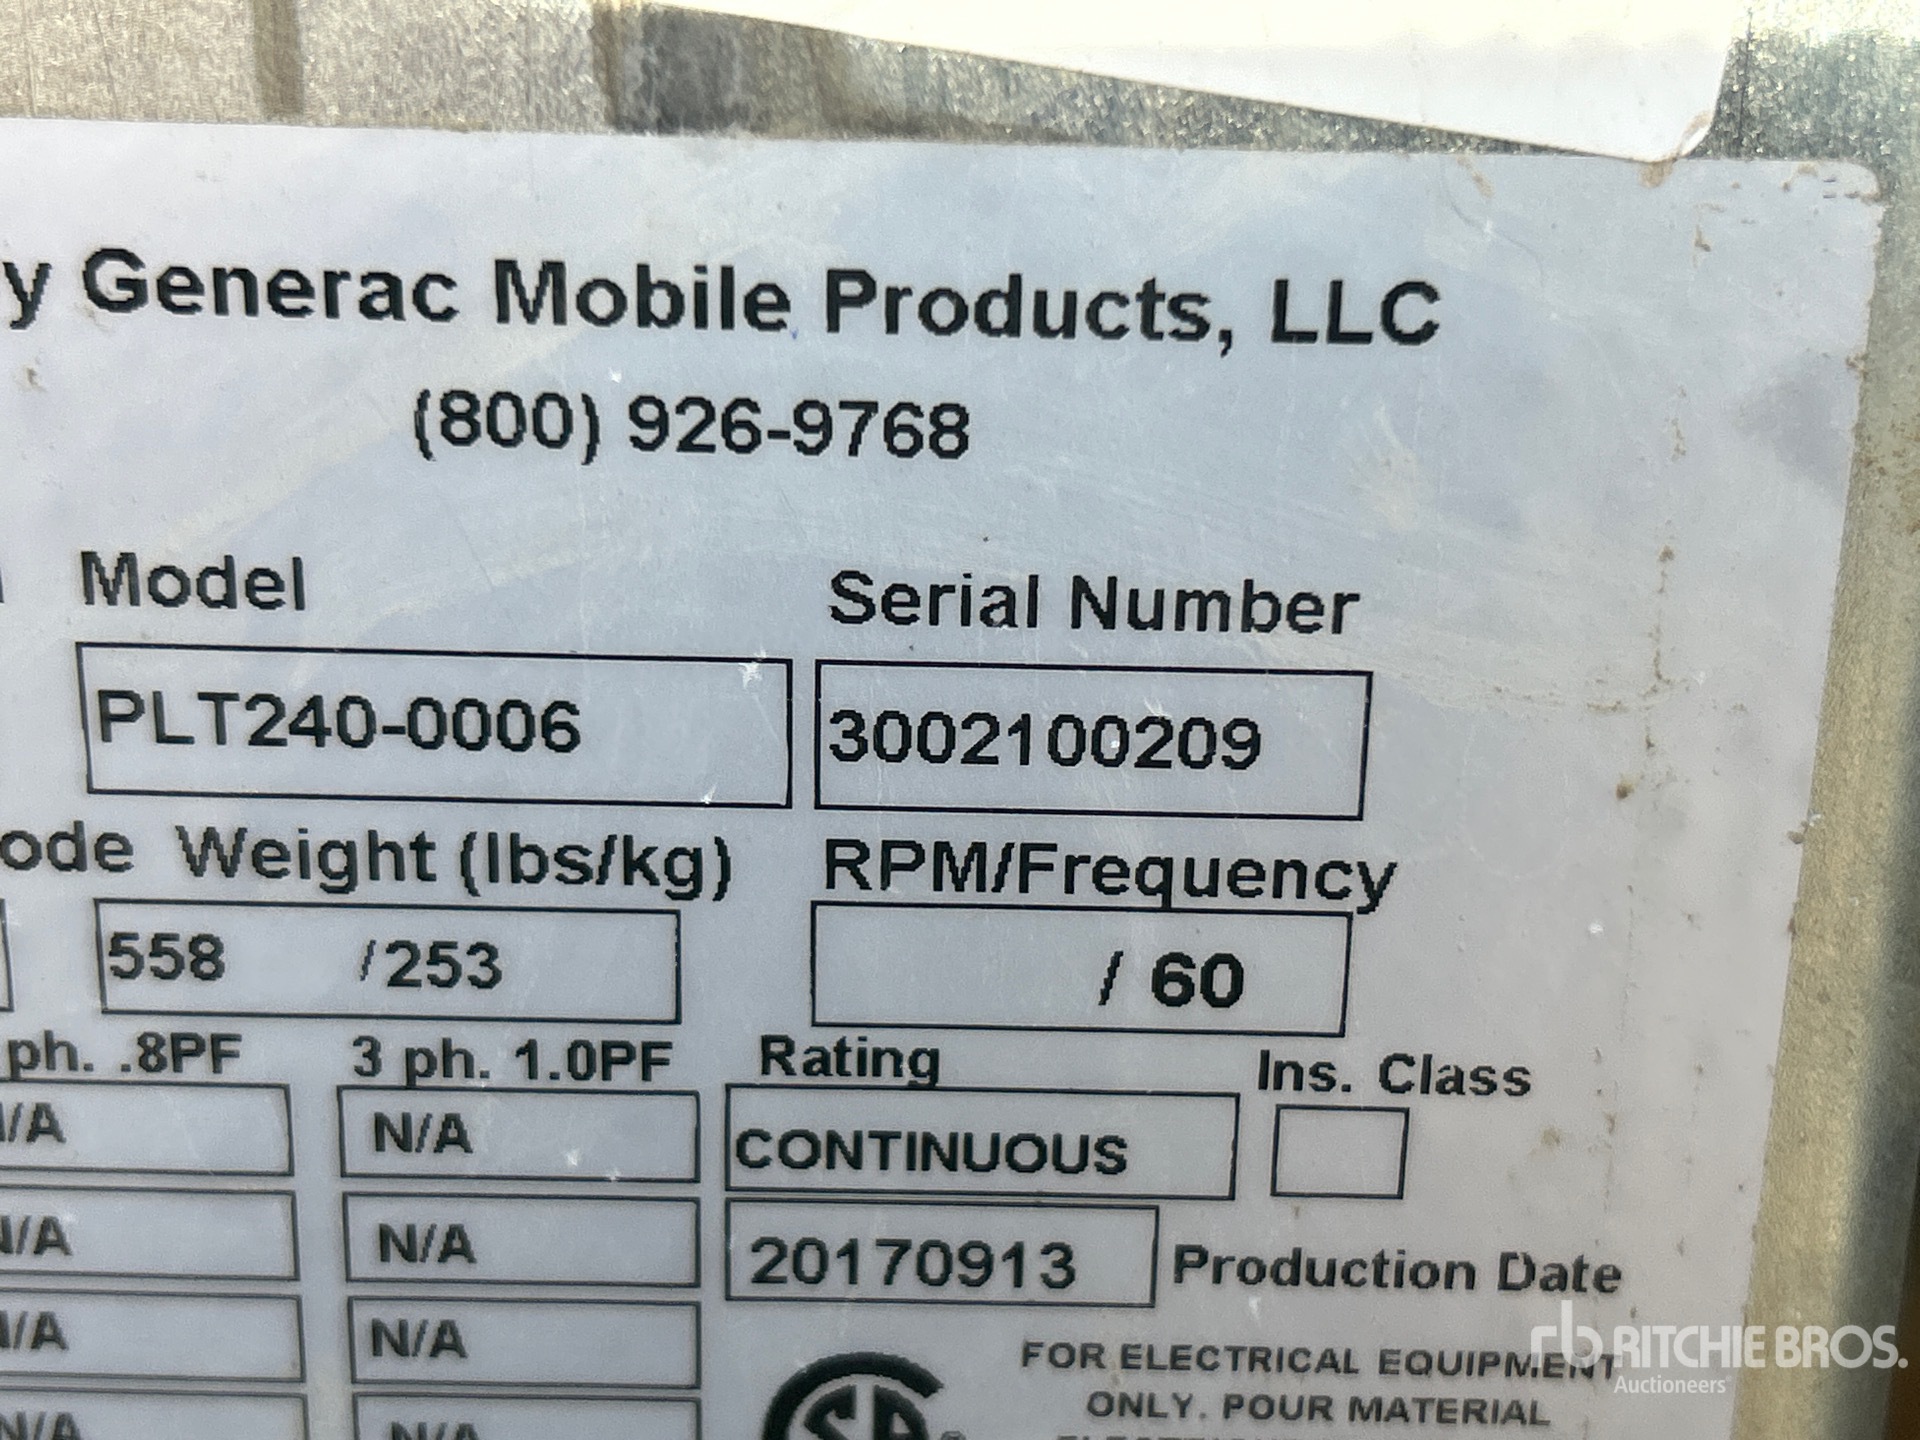 y Generac Mobile Products, LLC
(800) 926-9768
Model Serial Number
PLT240-0006 3002100209
ode Weight (lbs/kg) RPM/Frequency
558 /253 / 60
ph. .8PF 3 ph. 1.0PF Rating Ins. Class
/A N/A CONTINUOUS
/A N/A 20170913 Production Date
/A N/A
FOR ELECTRICAL EQUIPMENT
N/A N/A
ONLY. POUR MATERIAL
SA
rb RITCHIE BROS.
Auctioneers